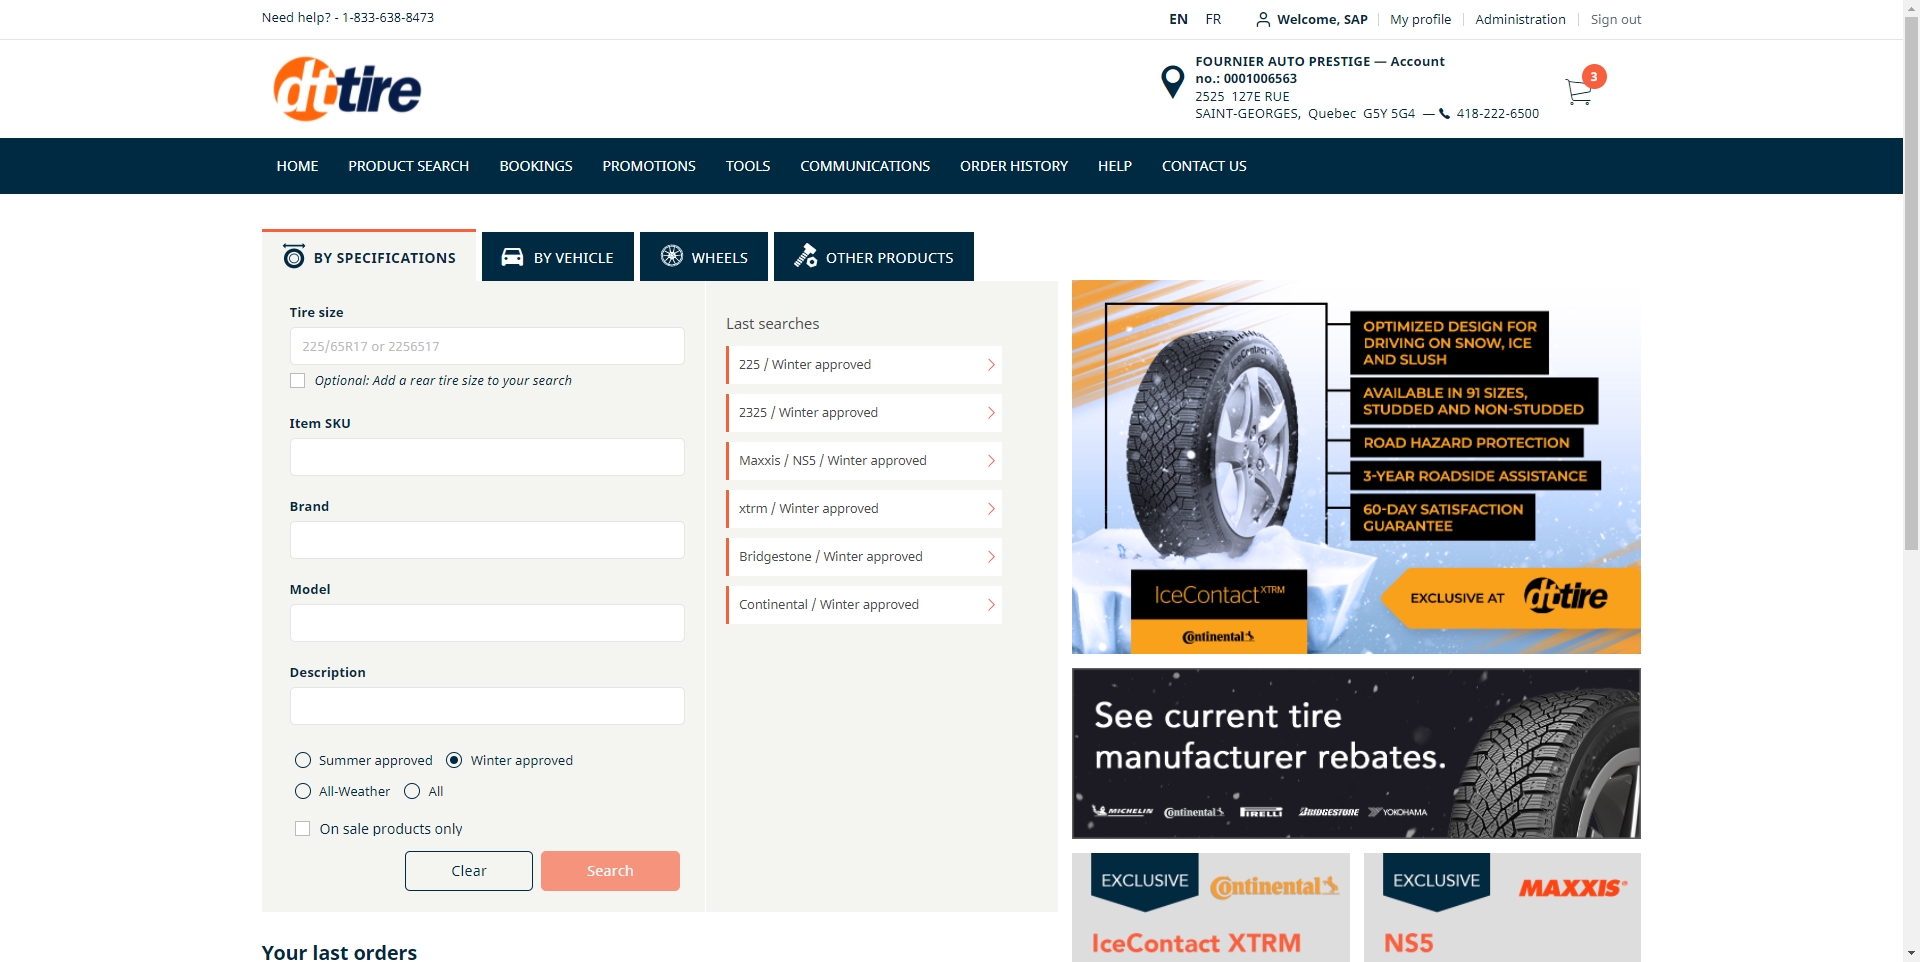 Need help? - 1-833-638-8473
EN FR Welcome, SAP My profile Administration Sign out
dttire
FOURNIER AUTO PRESTIGE — Account
no.: 0001006563
2525 127E RUE
SAINT-GEORGES, Quebec G5Y 5G4 — 418-222-6500
3
HOME PRODUCT SEARCH BOOKINGS PROMOTIONS TOOLS COMMUNICATIONS ORDER HISTORY HELP CONTACT US
BY SPECIFICATIONS BY VEHICLE WHEELS OTHER PRODUCTS
Tire size
225/65R17 or 2256517
Optional: Add a rear tire size to your search
Item SKU
Brand
Model
Description
Summer approved Winter approved
All-Weather All
On sale products only
Clear Search
Last searches
225 / Winter approved
2325 / Winter approved
Maxxis / NS5 / Winter approved
xtrm / Winter approved
Bridgestone / Winter approved
Continental / Winter approved
OPTIMIZED DESIGN FOR
DRIVING ON SNOW, ICE
AND SLUSH
AVAILABLE IN 91 SIZES,
STUDDED AND NON-STUDDED
ROAD HAZARD PROTECTION
3-YEAR ROADSIDE ASSISTANCE
60-DAY SATISFACTION
GUARANTEE
IceContact XTRM
Continental
EXCLUSIVE AT dttire
See current tire
manufacturer rebates.
MICHELIN Continental PIRELLI BRIDGESTONE YOKOHAMA
EXCLUSIVE Continental
IceContact XTRM
EXCLUSIVE MAXXIS
NS5
Your last orders